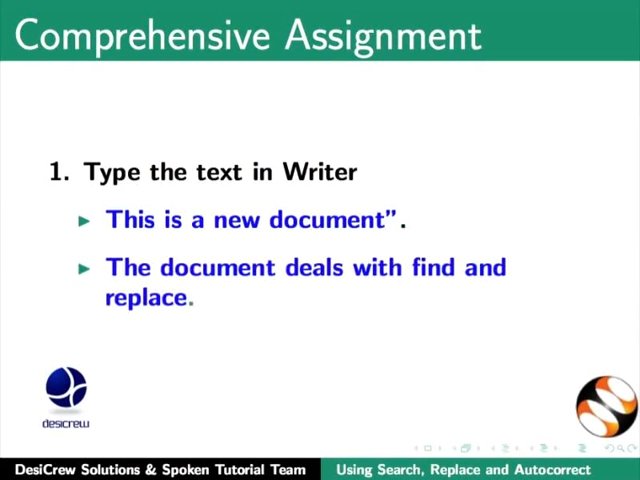 Comprehensive Assignment
1. Type the text in Writer
This is a new document”.
The document deals with find and
replace.
desicrew
DesiCrew Solutions & Spoken Tutorial Team
Using Search, Replace and Autocorrect